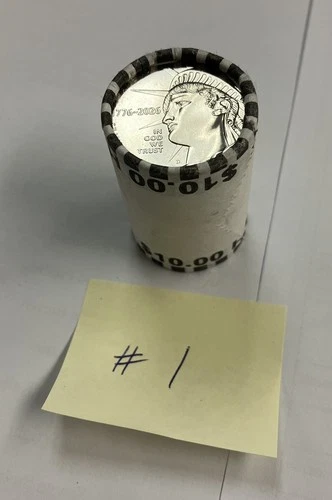 1776-2026
IN
GOD
WE
TRUST
D
$10.00
$10.00
# 1